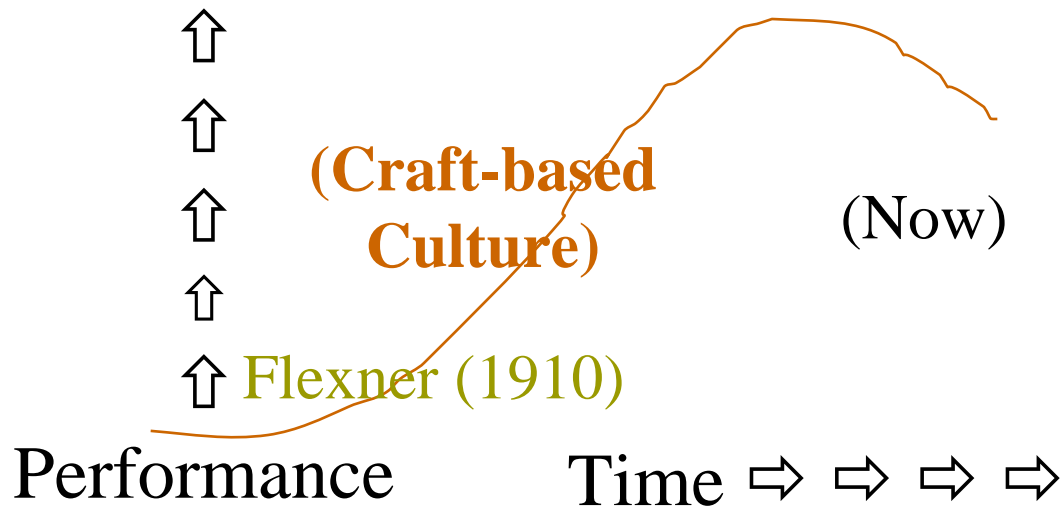 (Craft-based
Culture)
(Now)
Flexner (1910)
Performance
Time